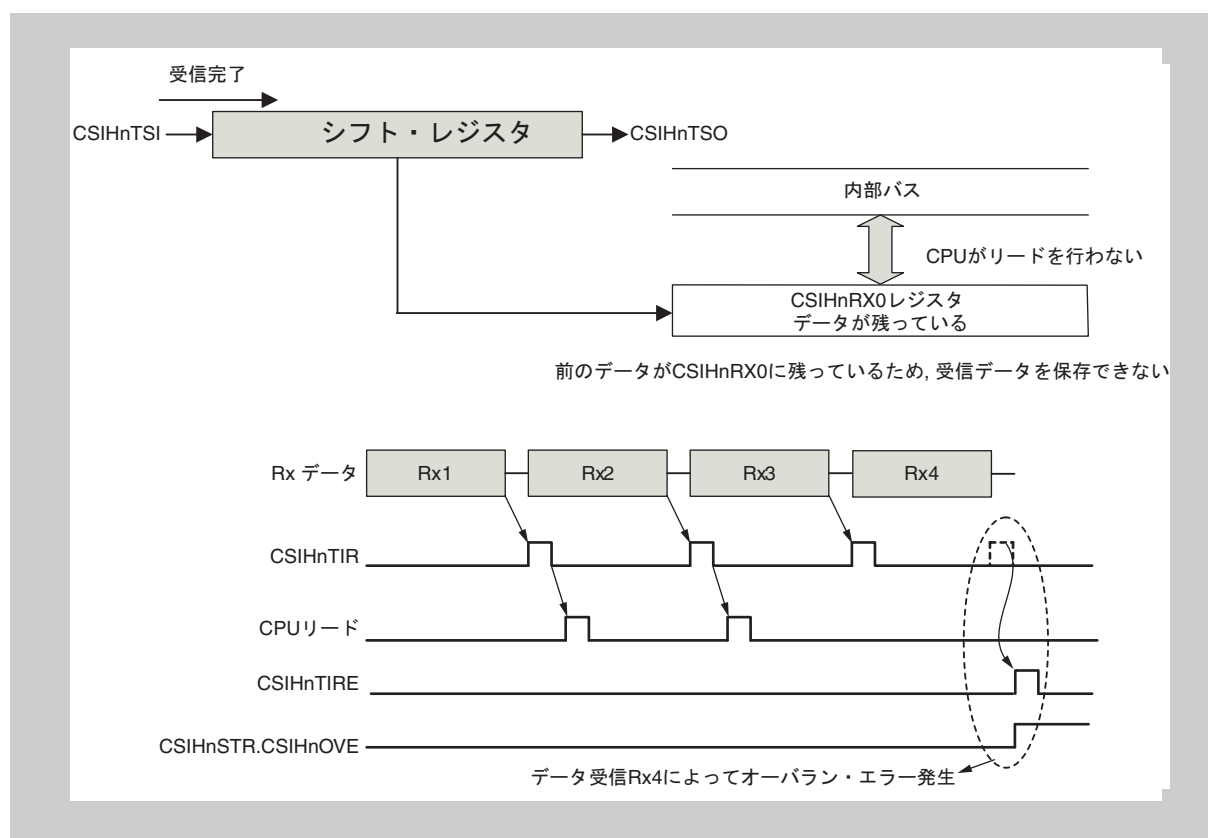 受信完了
CSIHnTSI
シフト・レジスタ
CSIHnTSO
内部バス
CPUがリードを行わない
CSIHnRX0レジスタ
データが残っている
前のデータがCSIHnRX0に残っているため, 受信データを保存できない
Rx データ
Rx1
Rx2
Rx3
Rx4
CSIHnTIR
CPUリード
CSIHnTIRE
CSIHnSTR.CSIHnOVE
データ受信Rx4によってオーバラン・エラー発生